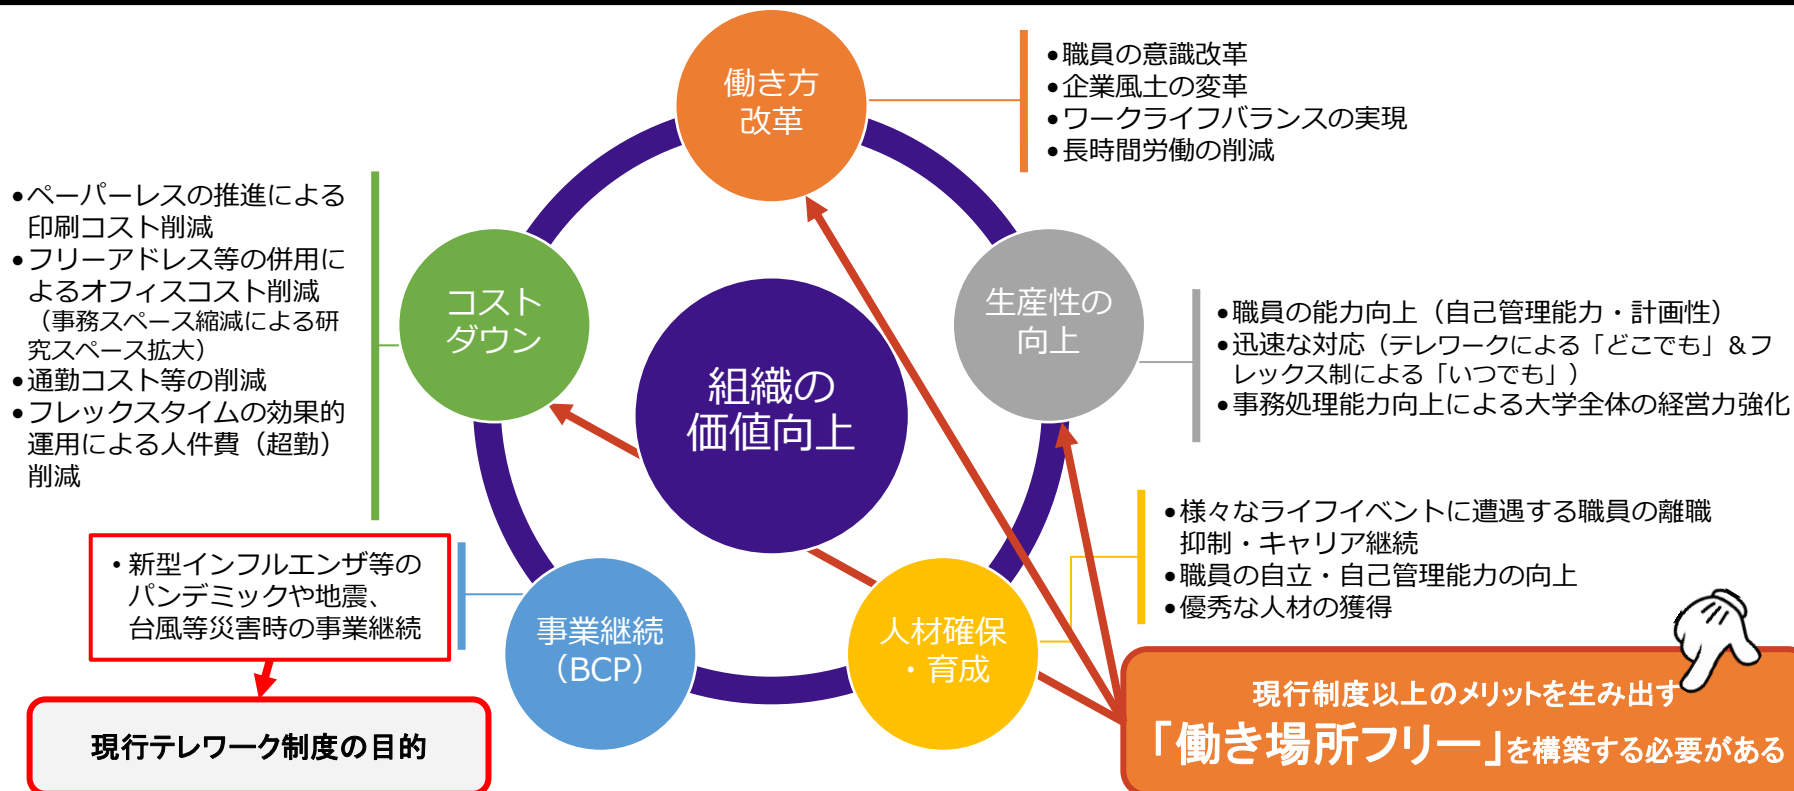 働き方
改革
•職員の意識改革
•企業風土の変革
•ワークライフバランスの実現
•長時間労働の削減
•ペーパーレスの推進による
印刷コスト削減
•フリーアドレス等の併用に
よるオフィスコスト削減
（事務スペース縮減による研
究スペース拡大）
•通勤コスト等の削減
•フレックスタイムの効果的
運用による人件費（超勤）
削減
コスト
ダウン
生産性の
向上
•職員の能力向上（自己管理能力・計画性）
•迅速な対応（テレワークによる「どこでも」&フ
レックス制による「いつでも」）
•事務処理能力向上による大学全体の経営力強化
組織の
価値向上
•様々なライフイベントに遭遇する職員の離職
抑制・キャリア継続
•職員の自立・自己管理能力の向上
•優秀な人材の獲得
•新型インフルエンザ等の
パンデミックや地震、
台風等災害時の事業継続
事業継続
（BCP）
人材確保
・育成
現行テレワーク制度の目的
現行制度以上のメリットを生み出す
「働き場所フリー」を構築する必要がある